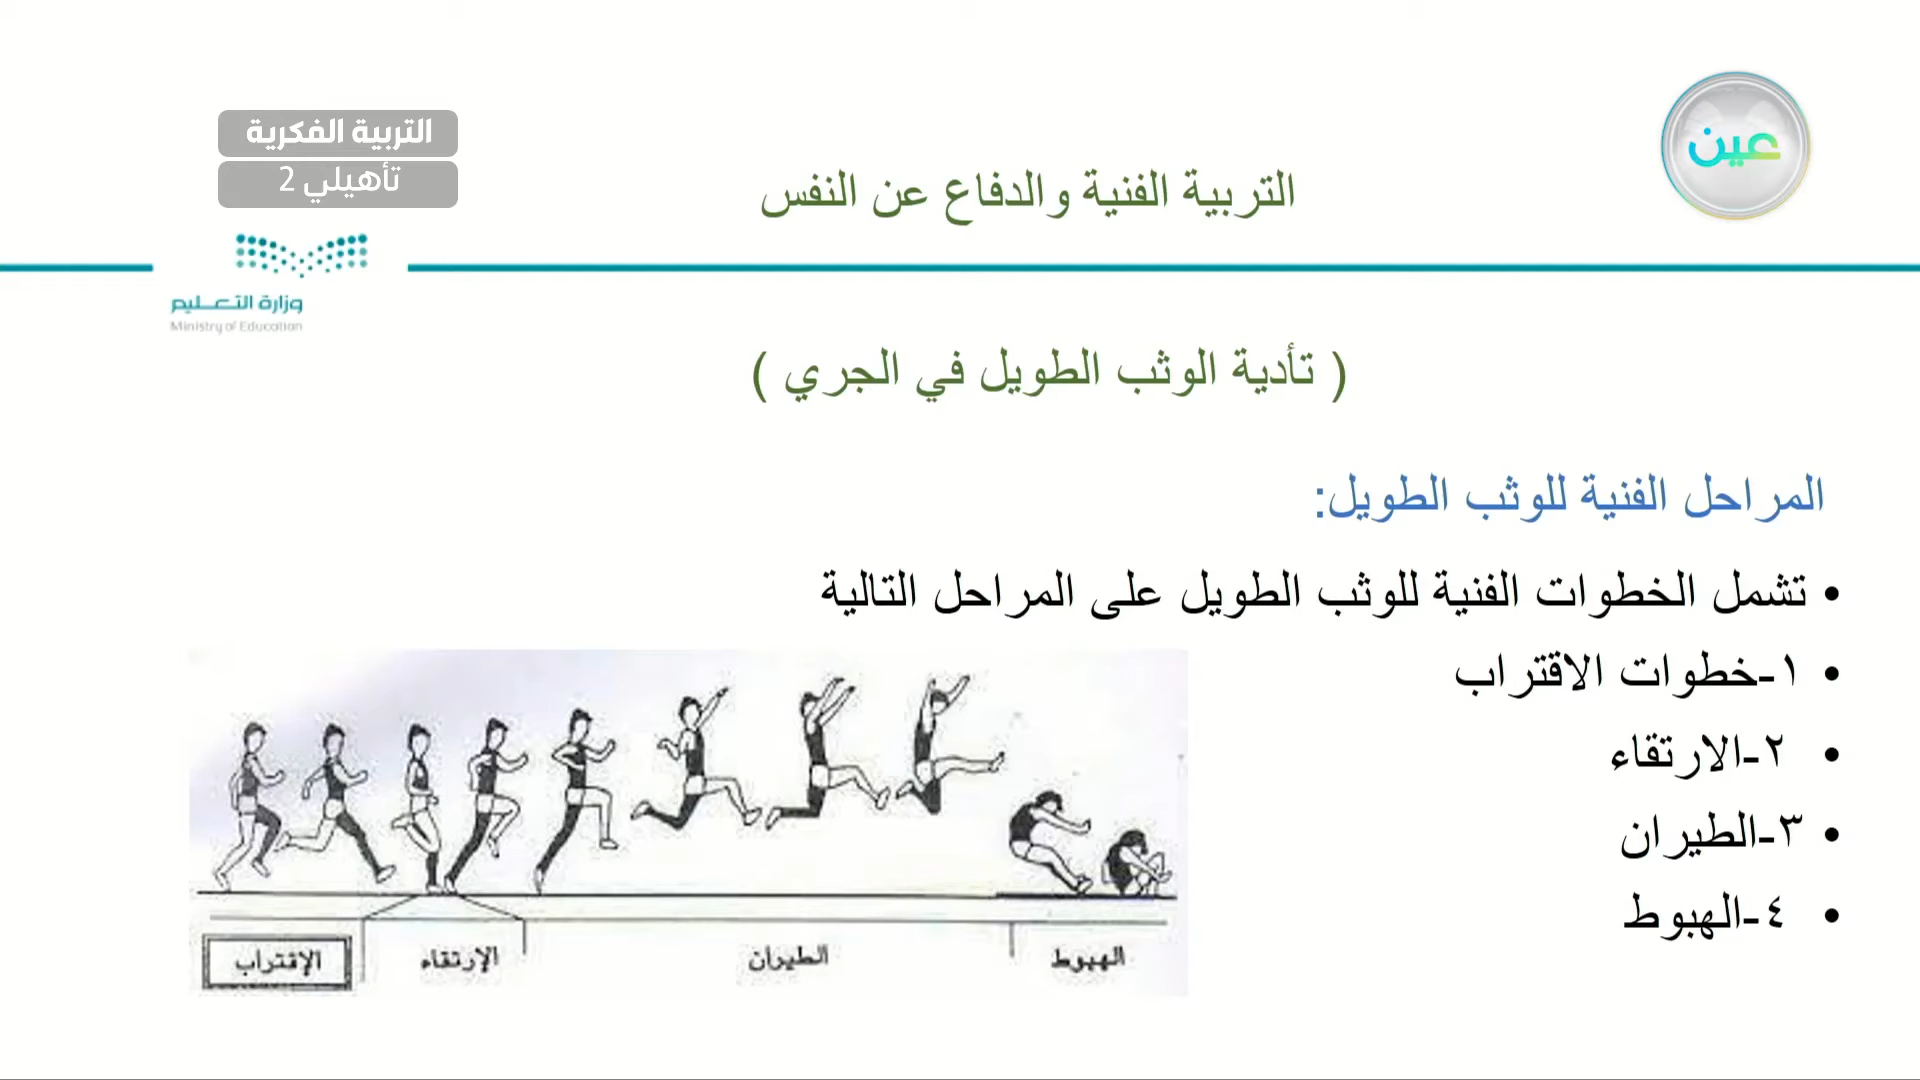 التربية الفكرية
تأهيلي 2
عين
التربية الفنية والدفاع عن النفس
وزارة التعليم
Ministry of Education
( تأدية الوثب الطويل في الجري )
المراحل الفنية للوثب الطويل:
• تشمل الخطوات الفنية للوثب الطويل على المراحل التالية
• ١-خطوات الاقتراب
• ٢-الارتقاء
• ٣-الطيران
• ٤-الهبوط
الهبوط الطيران الإرتقاء الإقتراب